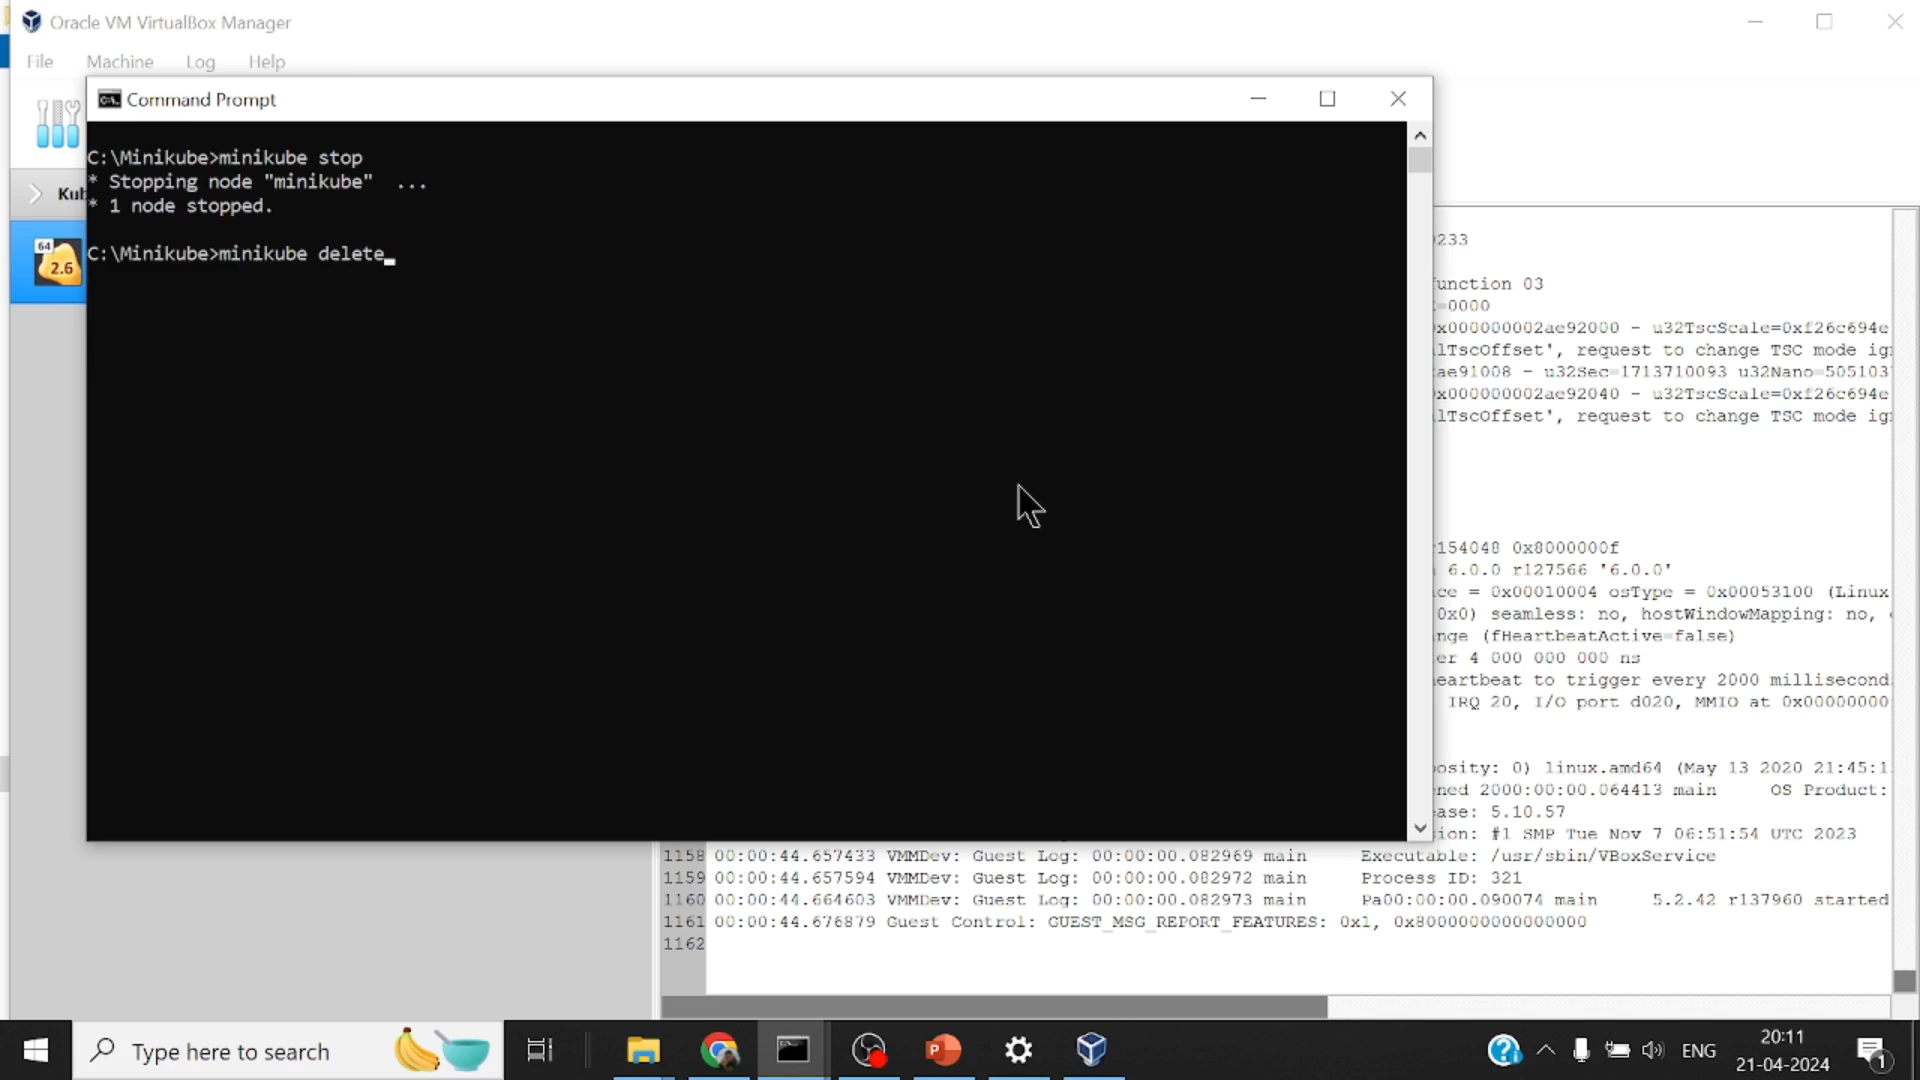 Oracle VM VirtualBox Manager
File Machine Log Help
Command Prompt
C:\Minikube>minikube stop
* Stopping node "minikube" ...
* 1 node stopped.
C:\Minikube>minikube delete
Kub
64
2.6
0233
function 03
=0000
x000000002ae92000 - u32TscScale=0xf26c694e
lTscOffset', request to change TSC mode ig
ae91008 - u32Sec=1713710093 u32Nano=505103
x000000002ae92040 - u32TscScale=0xf26c694e
lTscOffset', request to change TSC mode ig
r154048 0x8000000f
6.0.0 r127566 '6.0.0'
ce = 0x00010004 osType = 0x00053100 (Linux
0x0) seamless: no, hostWindowMapping: no,
nge (fHeartbeatActive=false)
er 4 000 000 000 ns
eartbeat to trigger every 2000 millisecond
IRQ 20, I/O port d020, MMIO at 0x00000000
osity: 0) linux.amd64 (May 13 2020 21:45:1
ened 2000:00:00.064413 main OS Product:
ase: 5.10.57
ion: #1 SMP Tue Nov 7 06:51:54 UTC 2023
1158 00:00:44.657433 VMMDev: Guest Log: 00:00:00.082969 main Executable: /usr/sbin/VBoxService
1159 00:00:44.657594 VMMDev: Guest Log: 00:00:00.082972 main Process ID: 321
1160 00:00:44.664603 VMMDev: Guest Log: 00:00:00.082973 main Pa00:00:00.090074 main 5.2.42 r137960 started
1161 00:00:44.676879 Guest Control: GUEST_MSG_REPORT_FEATURES: 0x1, 0x8000000000000000
1162
Type here to search
ENG
20:11
21-04-2024
1